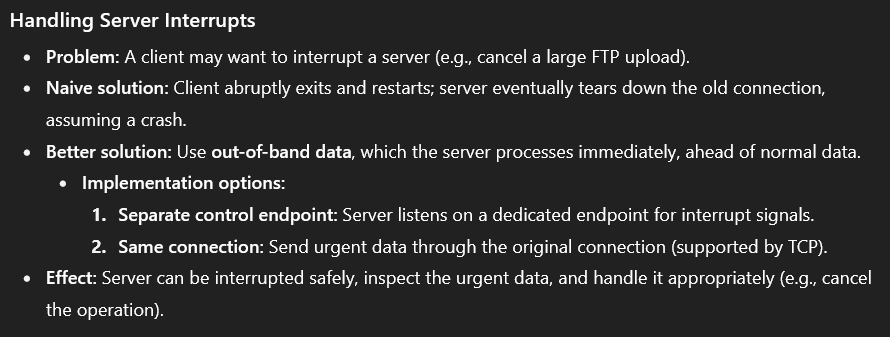 Handling Server Interrupts
• Problem: A client may want to interrupt a server (e.g., cancel a large FTP upload).
• Naive solution: Client abruptly exits and restarts; server eventually tears down the old connection,
assuming a crash.
• Better solution: Use out-of-band data, which the server processes immediately, ahead of normal data.
• Implementation options:
1. Separate control endpoint: Server listens on a dedicated endpoint for interrupt signals.
2. Same connection: Send urgent data through the original connection (supported by TCP).
• Effect: Server can be interrupted safely, inspect the urgent data, and handle it appropriately (e.g., cancel
the operation).